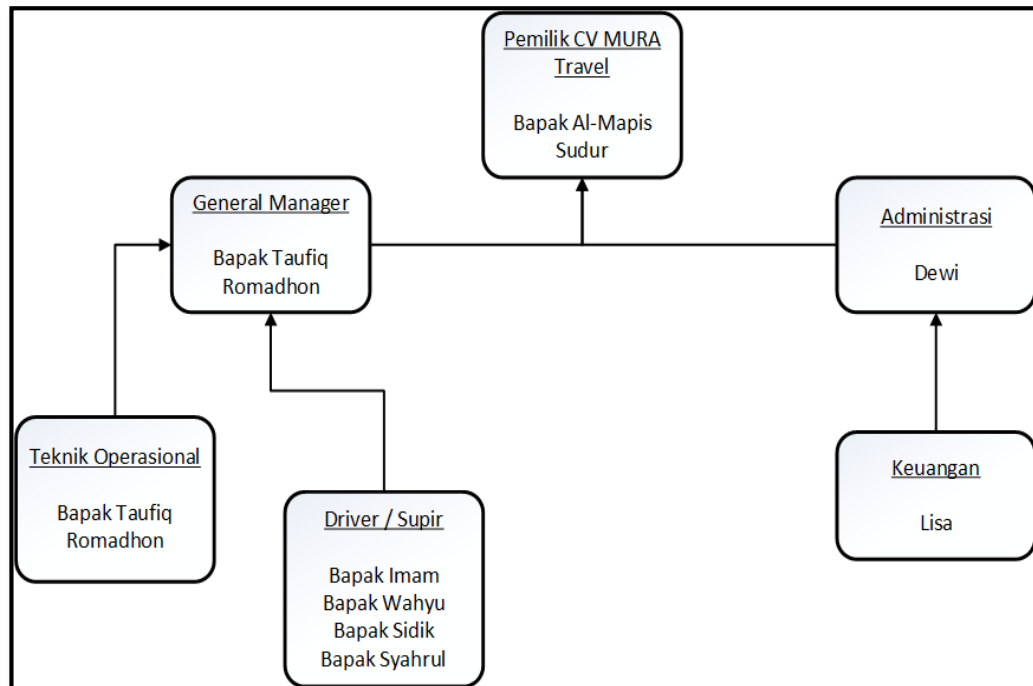 Pemilik CV MURA
Travel
Bapak Al-Mapis
Sudur
General Manager
Bapak Taufiq
Romadhon
Administrasi
Dewi
Teknik Operasional
Bapak Taufiq
Romadhon
Driver / Supir
Bapak Imam
Bapak Wahyu
Bapak Sidik
Bapak Syahrul
Keuangan
Lisa